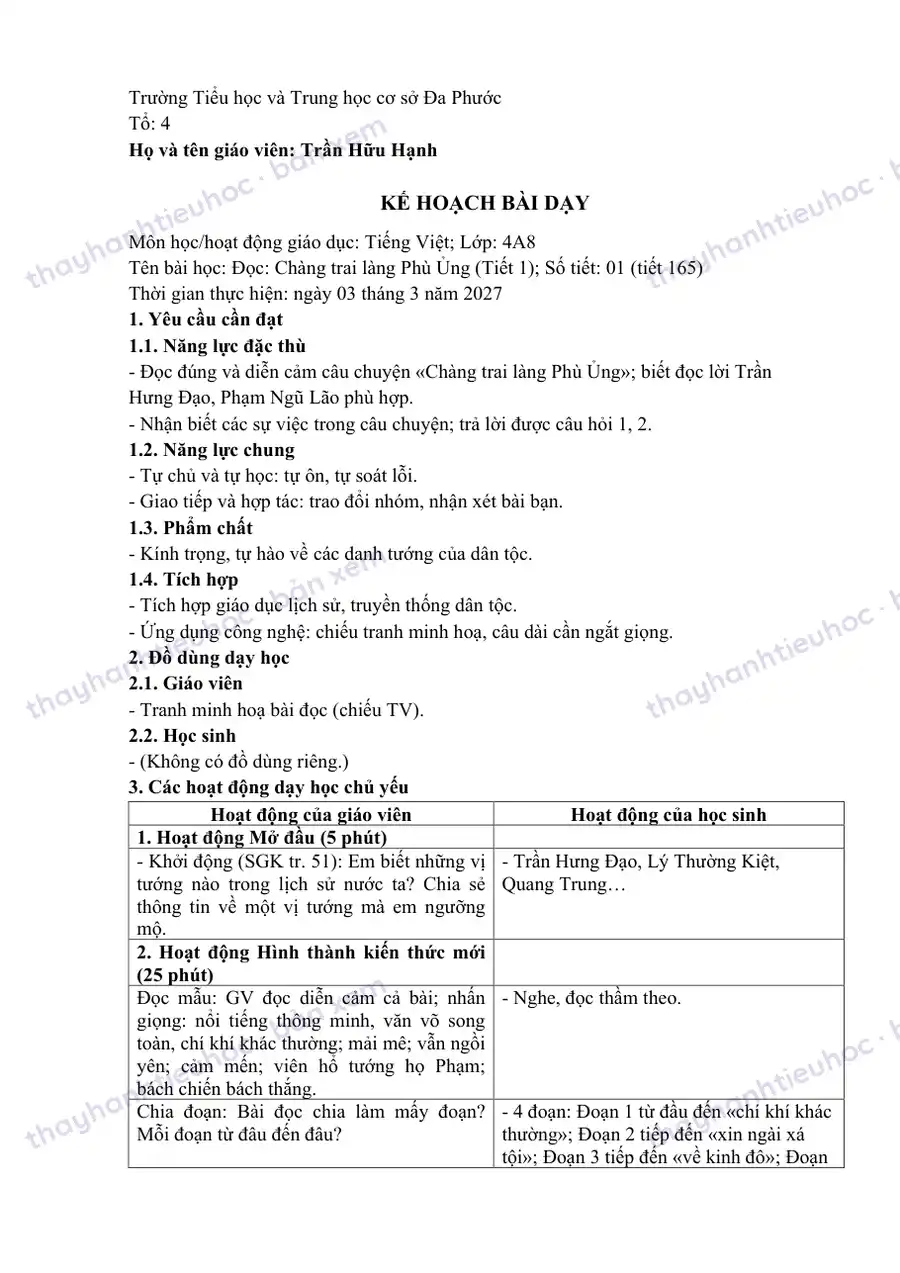 Trường Tiểu học và Trung học cơ sở Đa Phước
Tổ: 4
Họ và tên giáo viên: Trần Hữu Hạnh
KẾ HOẠCH BÀI DẠY
Môn học/hoạt động giáo dục: Tiếng Việt; Lớp: 4A8
Tên bài học: Đọc: Chàng trai làng Phù Ủng (Tiết 1); Số tiết: 01 (tiết 165)
Thời gian thực hiện: ngày 03 tháng 3 năm 2027
1. Yêu cầu cần đạt
1.1. Năng lực đặc thù
- Đọc đúng và diễn cảm câu chuyện «Chàng trai làng Phù Ủng»; biết đọc lời Trần
Hưng Đạo, Phạm Ngũ Lão phù hợp.
- Nhận biết các sự việc trong câu chuyện; trả lời được câu hỏi 1, 2.
1.2. Năng lực chung
- Tự chủ và tự học: tự ôn, tự soát lỗi.
- Giao tiếp và hợp tác: trao đổi nhóm, nhận xét bài bạn.
1.3. Phẩm chất
- Kính trọng, tự hào về các danh tướng của dân tộc.
1.4. Tích hợp
- Tích hợp giáo dục lịch sử, truyền thống dân tộc.
- Ứng dụng công nghệ: chiếu tranh minh hoạ, câu dài cần ngắt giọng.
2. Đồ dùng dạy học
2.1. Giáo viên
- Tranh minh hoạ bài đọc (chiếu TV).
2.2. Học sinh
- (Không có đồ dùng riêng.)
3. Các hoạt động dạy học chủ yếu
Hoạt động của giáo viên
Hoạt động của học sinh
1. Hoạt động Mở đầu (5 phút)
- Khởi động (SGK tr. 51): Em biết những vị
tướng nào trong lịch sử nước ta? Chia sẻ
thông tin về một vị tướng mà em ngưỡng
mộ.
- Trần Hưng Đạo, Lý Thường Kiệt,
Quang Trung…
2. Hoạt động Hình thành kiến thức mới
(25 phút)
Đọc mẫu: GV đọc diễn cảm cả bài; nhấn
giọng: nổi tiếng thông minh, văn võ song
toàn, chí khí khác thường; mải mê; vẫn ngồi
yên; cảm mến; viên hổ tướng họ Phạm;
bách chiến bách thắng.
- Nghe, đọc thầm theo.
Chia đoạn: Bài đọc chia làm mấy đoạn?
Mỗi đoạn từ đâu đến đâu?
- 4 đoạn: Đoạn 1 từ đầu đến «chí khí khác
thường»; Đoạn 2 tiếp đến «xin ngài xá
tội»; Đoạn 3 tiếp đến «về kinh đô»; Đoạn
thayhanhtieuhoc · bản xem
thayhanhtieuhoc · b
thayhanhtieuhoc · bản xem
thayhanhtieuhoc · b
thayhanhtieuhoc · bản xem
thayhanhtieuhoc · b